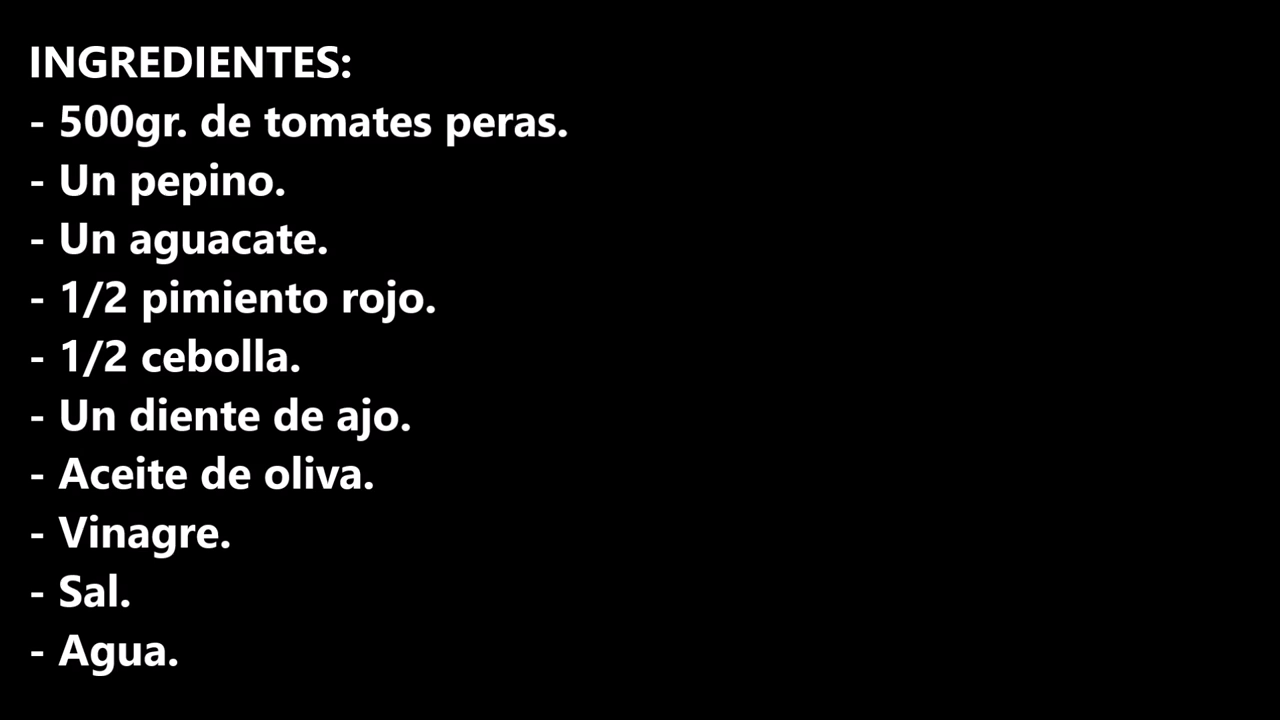 INGREDIENTES:
- 500gr. de tomates peras.
- Un pepino.
- Un aguacate.
- 1/2 pimiento rojo.
- 1/2 cebolla.
- Un diente de ajo.
- Aceite de oliva.
- Vinagre.
- Sal.
- Agua.